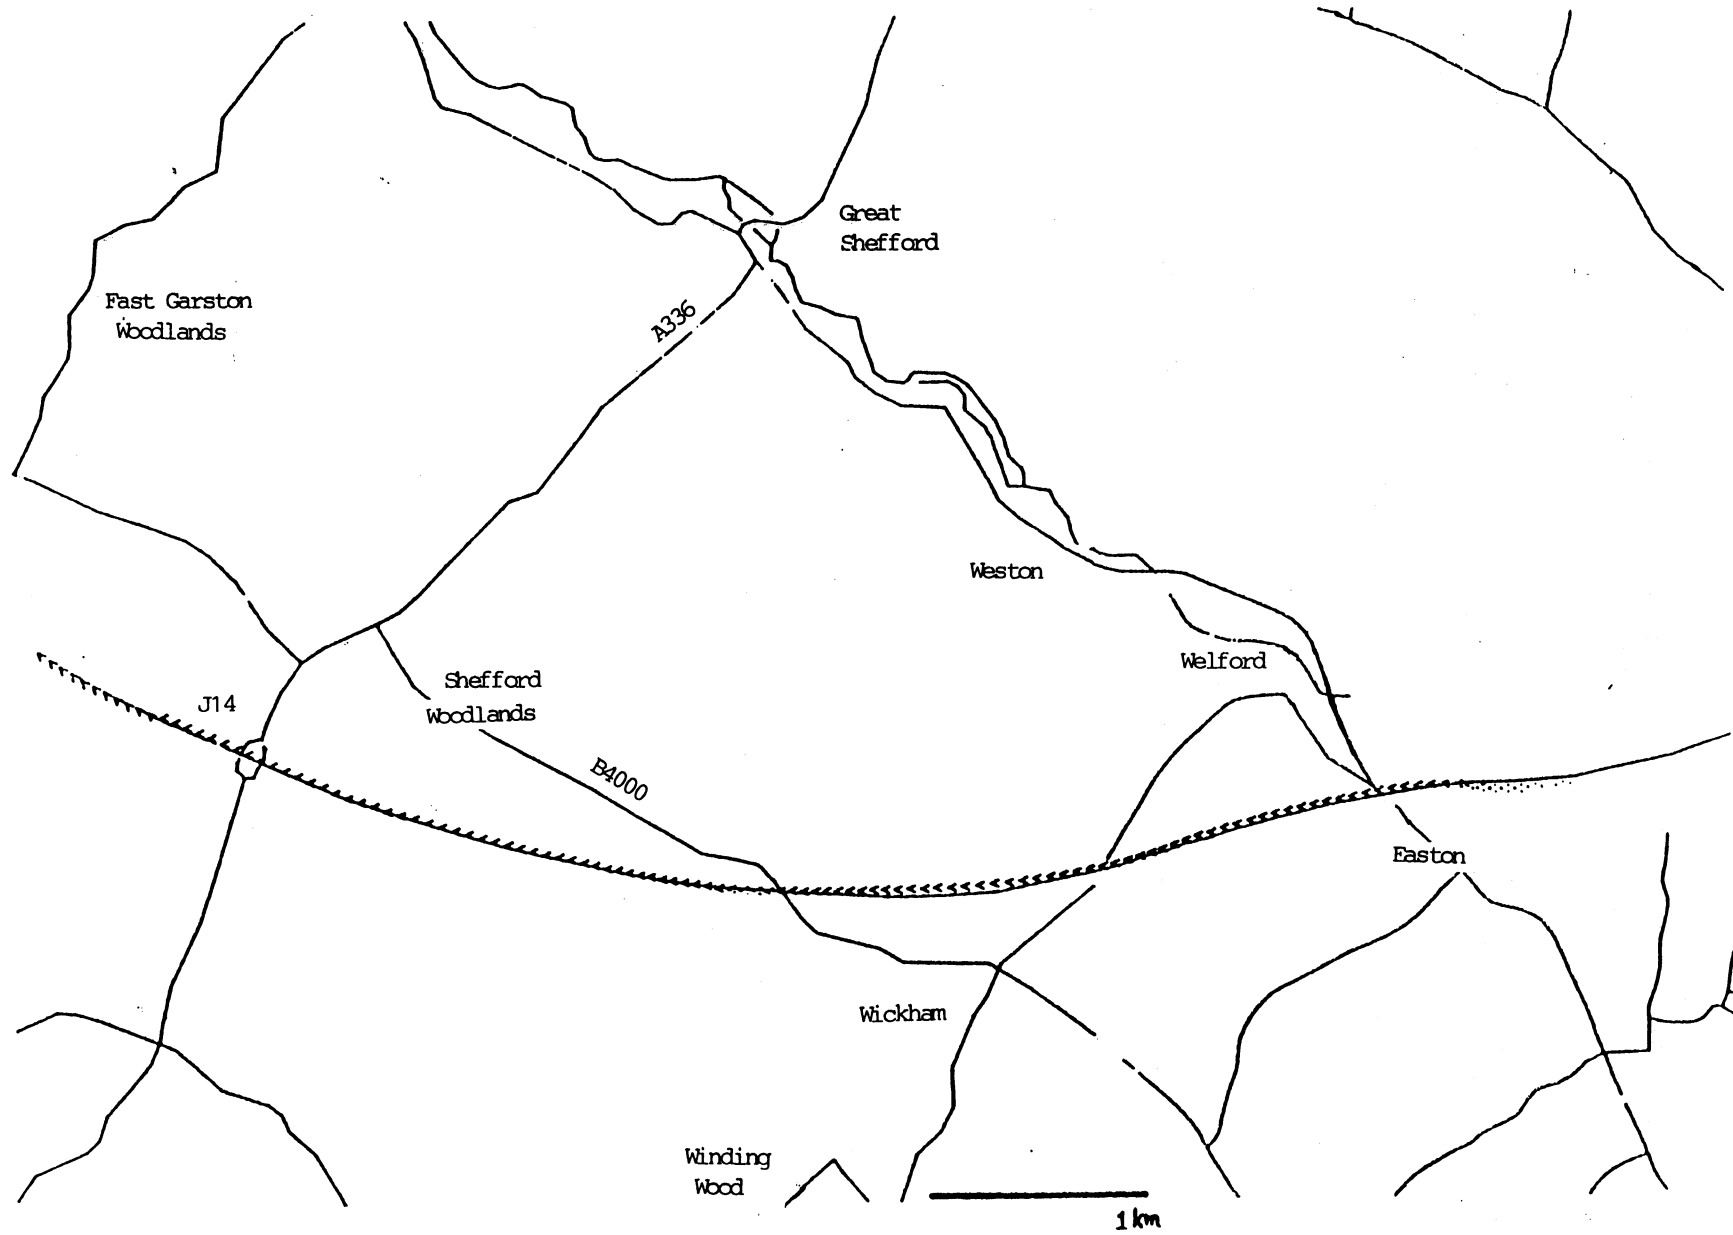 Great
Shefford
Fast Garston
Woodlands
A336
Weston
Welford
Shefford
Woodlands
J14
B4000
Easton
Wickham
Winding
Wood
1 km